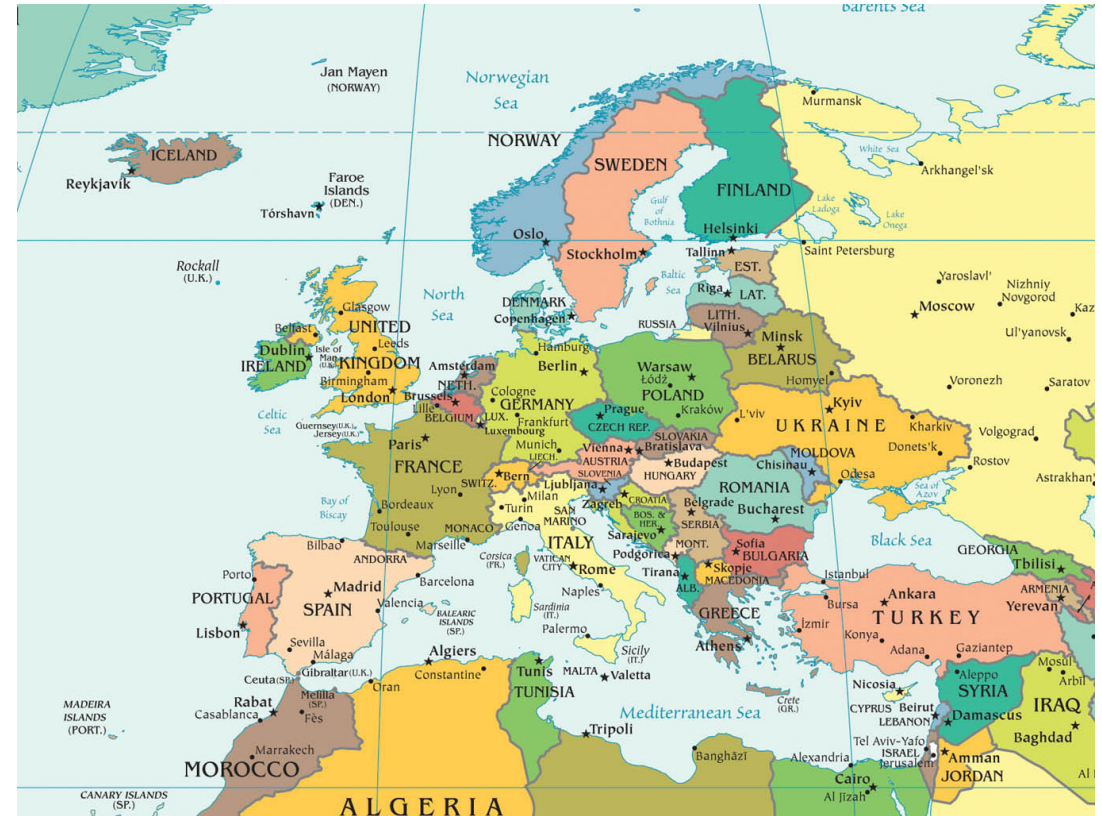 Barents Sea
Jan Mayen
(NORWAY)
Norwegian
Sea
Murmansk
NORWAY
ICELAND
SWEDEN
White Sea
Arkhangel'sk
Reykjavík
Faroe
Islands
(DEN.)
FINLAND
Tórshavn
Gulf
of
Bothnia
Lake
Ladoga
Lake
Onega
Oslo
Helsinki
Stockholm
Tallinn
Saint Petersburg
Rockall
(U.K.)
EST.
Baltic
Sea
Yaroslavl'
Nizhniy
Novgorod
North
Sea
Riga
LAT.
DENMARK
Copenhagen
Moscow
Kaz
Glasgow
LITH.
Vilnius
RUSSIA
Ul'yanovsk
Belfast
UNITED
KINGDOM
Leeds
Minsk
BELARUS
Dublin
IRELAND
Isle of
Man
(U.K.)
Hamburg
Amsterdam
NETH.
Berlin
Warsaw
Łódź
POLAND
Birmingham
London
Homyel'
Voronezh
Saratov
Brussels
Lille
BELGIUM
Cologne
GERMANY
LUX.
Luxembourg
Frankfurt
Prague
CZECH REP.
Kraków
L'viv
Kyiv
UKRAINE
Kharkiv
Celtic
Sea
Guernsey(U.K.)
Jersey(U.K.)
Paris
Munich
LIECH.
Vienna
AUSTRIA
SLOVAKIA
Bratislava
Donets'k
Volgograd
FRANCE
SWITZ.
Bern
SLOVENIA
Ljubljana
Budapest
HUNGARY
MOLDOVA
Chisinau
Odesa
Rostov
Astrakhan
Bay of
Biscay
Lyon
Milan
Turin
Zagreb
CROATIA
ROMANIA
Bucharest
Sea of
Azov
Bordeaux
Toulouse
MONACO
Genoa
SAN
MARINO
BOS. &
HER.
Sarajevo
Belgrade
SERBIA
Bilbao
ANDORRA
Marseille
ITALY
MONT.
Podgorica
Sofia
BULGARIA
Black Sea
GEORGIA
Tbilisi
Corsica
(FR.)
VATICAN
CITY
Rome
Tirana
ALB.
Skopje
MACEDONIA
Istanbul
Porto
PORTUGAL
Madrid
SPAIN
Barcelona
Naples
Bursa
Ankara
TURKEY
ARMENIA
Yerevan
Valencia
BALEARIC
ISLANDS
(SP.)
Sardinia
(IT.)
GREECE
Lisbon
Palermo
Athens
İzmir
Konya
Sevilla
Málaga
Sicily
(IT.)
Adana
Gaziantep
Gibraltar(U.K.)
Ceuta(SP.)
Algiers
Constantine
Tunis
TUNISIA
MALTA
Valetta
Aleppo
Mosul
Arbīl
Oran
Melilla
(SP.)
Nicosia
CYPRUS
SYRIA
Rabat
Casablanca
Fès
Crete
(GR.)
Beirut
LEBANON
Damascus
IRAQ
Baghdad
MADEIRA
ISLANDS
(PORT.)
Mediterranean Sea
Tripoli
Tel Aviv-Yafo
ISRAEL
Jerusalem
Marrakech
MOROCCO
Banghāzī
Alexandria
Amman
JORDAN
Cairo
Al Jīzah
CANARY ISLANDS
(SP.)
ALGERIA